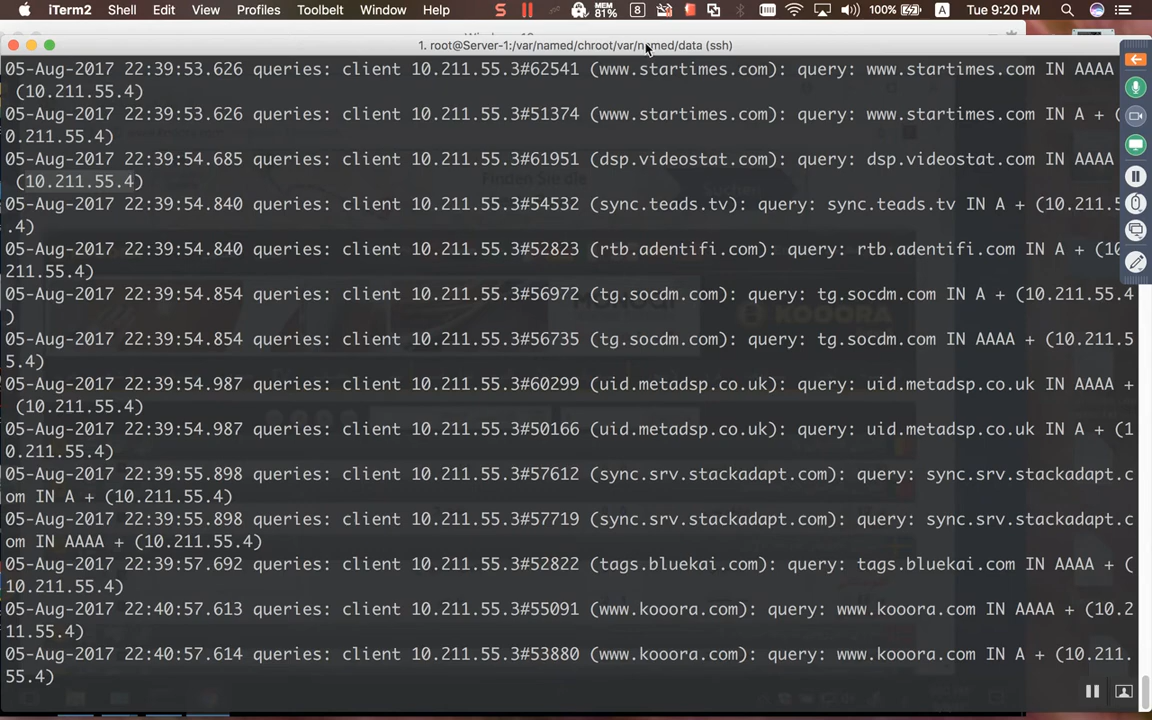 iTerm2 Shell Edit View Profiles Toolbelt Window Help MEM 81% 8 100% A Tue 9:20 PM
1. root@Server-1:/var/named/chroot/var/named/data (ssh)
05-Aug-2017 22:39:53.626 queries: client 10.211.55.3#62541 (www.startimes.com): query: www.startimes.com IN AAAA
(10.211.55.4)
05-Aug-2017 22:39:53.626 queries: client 10.211.55.3#51374 (www.startimes.com): query: www.startimes.com IN A + (
0.211.55.4)
05-Aug-2017 22:39:54.685 queries: client 10.211.55.3#61951 (dsp.videostat.com): query: dsp.videostat.com IN AAAA
(10.211.55.4)
05-Aug-2017 22:39:54.840 queries: client 10.211.55.3#54532 (sync.teads.tv): query: sync.teads.tv IN A + (10.211.5
.4)
05-Aug-2017 22:39:54.840 queries: client 10.211.55.3#52823 (rtb.adentifi.com): query: rtb.adentifi.com IN A + (10
211.55.4)
05-Aug-2017 22:39:54.854 queries: client 10.211.55.3#56972 (tg.socdm.com): query: tg.socdm.com IN A + (10.211.55.4
)
05-Aug-2017 22:39:54.854 queries: client 10.211.55.3#56735 (tg.socdm.com): query: tg.socdm.com IN AAAA + (10.211.5
5.4)
05-Aug-2017 22:39:54.987 queries: client 10.211.55.3#60299 (uid.metadsp.co.uk): query: uid.metadsp.co.uk IN AAAA +
(10.211.55.4)
05-Aug-2017 22:39:54.987 queries: client 10.211.55.3#50166 (uid.metadsp.co.uk): query: uid.metadsp.co.uk IN A + (1
0.211.55.4)
05-Aug-2017 22:39:55.898 queries: client 10.211.55.3#57612 (sync.srv.stackadapt.com): query: sync.srv.stackadapt.c
om IN A + (10.211.55.4)
05-Aug-2017 22:39:55.898 queries: client 10.211.55.3#57719 (sync.srv.stackadapt.com): query: sync.srv.stackadapt.c
om IN AAAA + (10.211.55.4)
05-Aug-2017 22:39:57.692 queries: client 10.211.55.3#52822 (tags.bluekai.com): query: tags.bluekai.com IN AAAA + (
10.211.55.4)
05-Aug-2017 22:40:57.613 queries: client 10.211.55.3#55091 (www.kooora.com): query: www.kooora.com IN AAAA + (10.2
11.55.4)
05-Aug-2017 22:40:57.614 queries: client 10.211.55.3#53880 (www.kooora.com): query: www.kooora.com IN A + (10.211.
55.4)
Finden Sie die
KOOORA